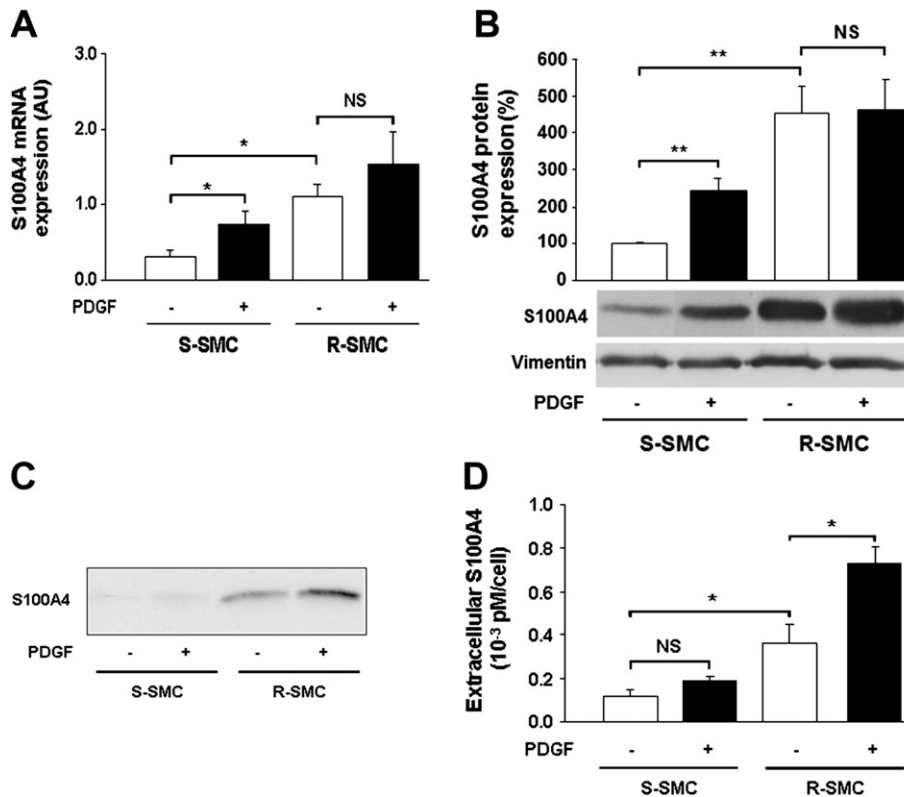 A
S100A4 mRNA
expression (AU)
3.0
2.0
1.0
0.0
*
*
NS
PDGF - + - +
S-SMC R-SMC
B
S100A4 protein
expression (%)
600
500
400
300
200
100
0
**
**
NS
S100A4
Vimentin
PDGF - + - +
S-SMC R-SMC
C
S100A4
PDGF - + - +
S-SMC R-SMC
D
Extracellular S100A4
(10⁻³ pM/cell)
1.0
0.8
0.6
0.4
0.2
0.0
NS
*
*
PDGF - + - +
S-SMC R-SMC